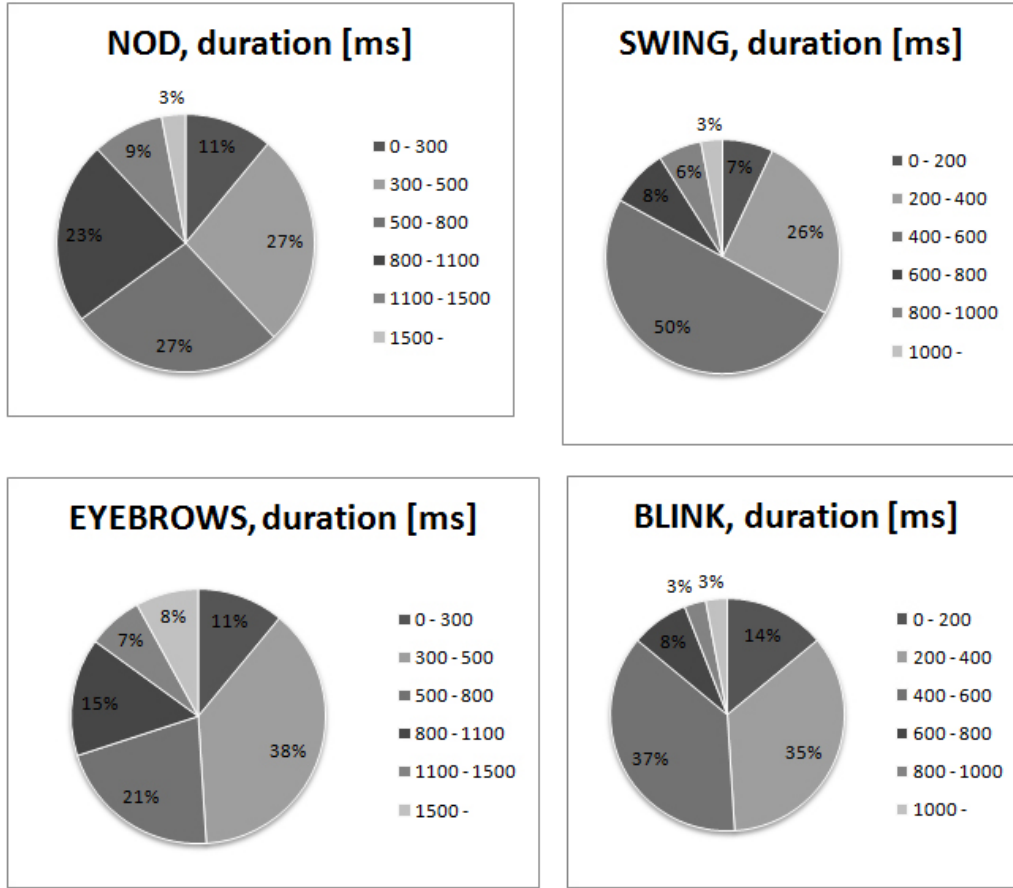 NOD, duration [ms]
3%
11%
9%
27%
23%
27%
0 - 300
300 - 500
500 - 800
800 - 1100
1100 - 1500
1500 -
SWING, duration [ms]
3%
7%
6%
8%
26%
50%
0 - 200
200 - 400
400 - 600
600 - 800
800 - 1000
1000 -
EYEBROWS, duration [ms]
8%
11%
7%
15%
38%
21%
0 - 300
300 - 500
500 - 800
800 - 1100
1100 - 1500
1500 -
BLINK, duration [ms]
3%
3%
14%
8%
35%
37%
0 - 200
200 - 400
400 - 600
600 - 800
800 - 1000
1000 -